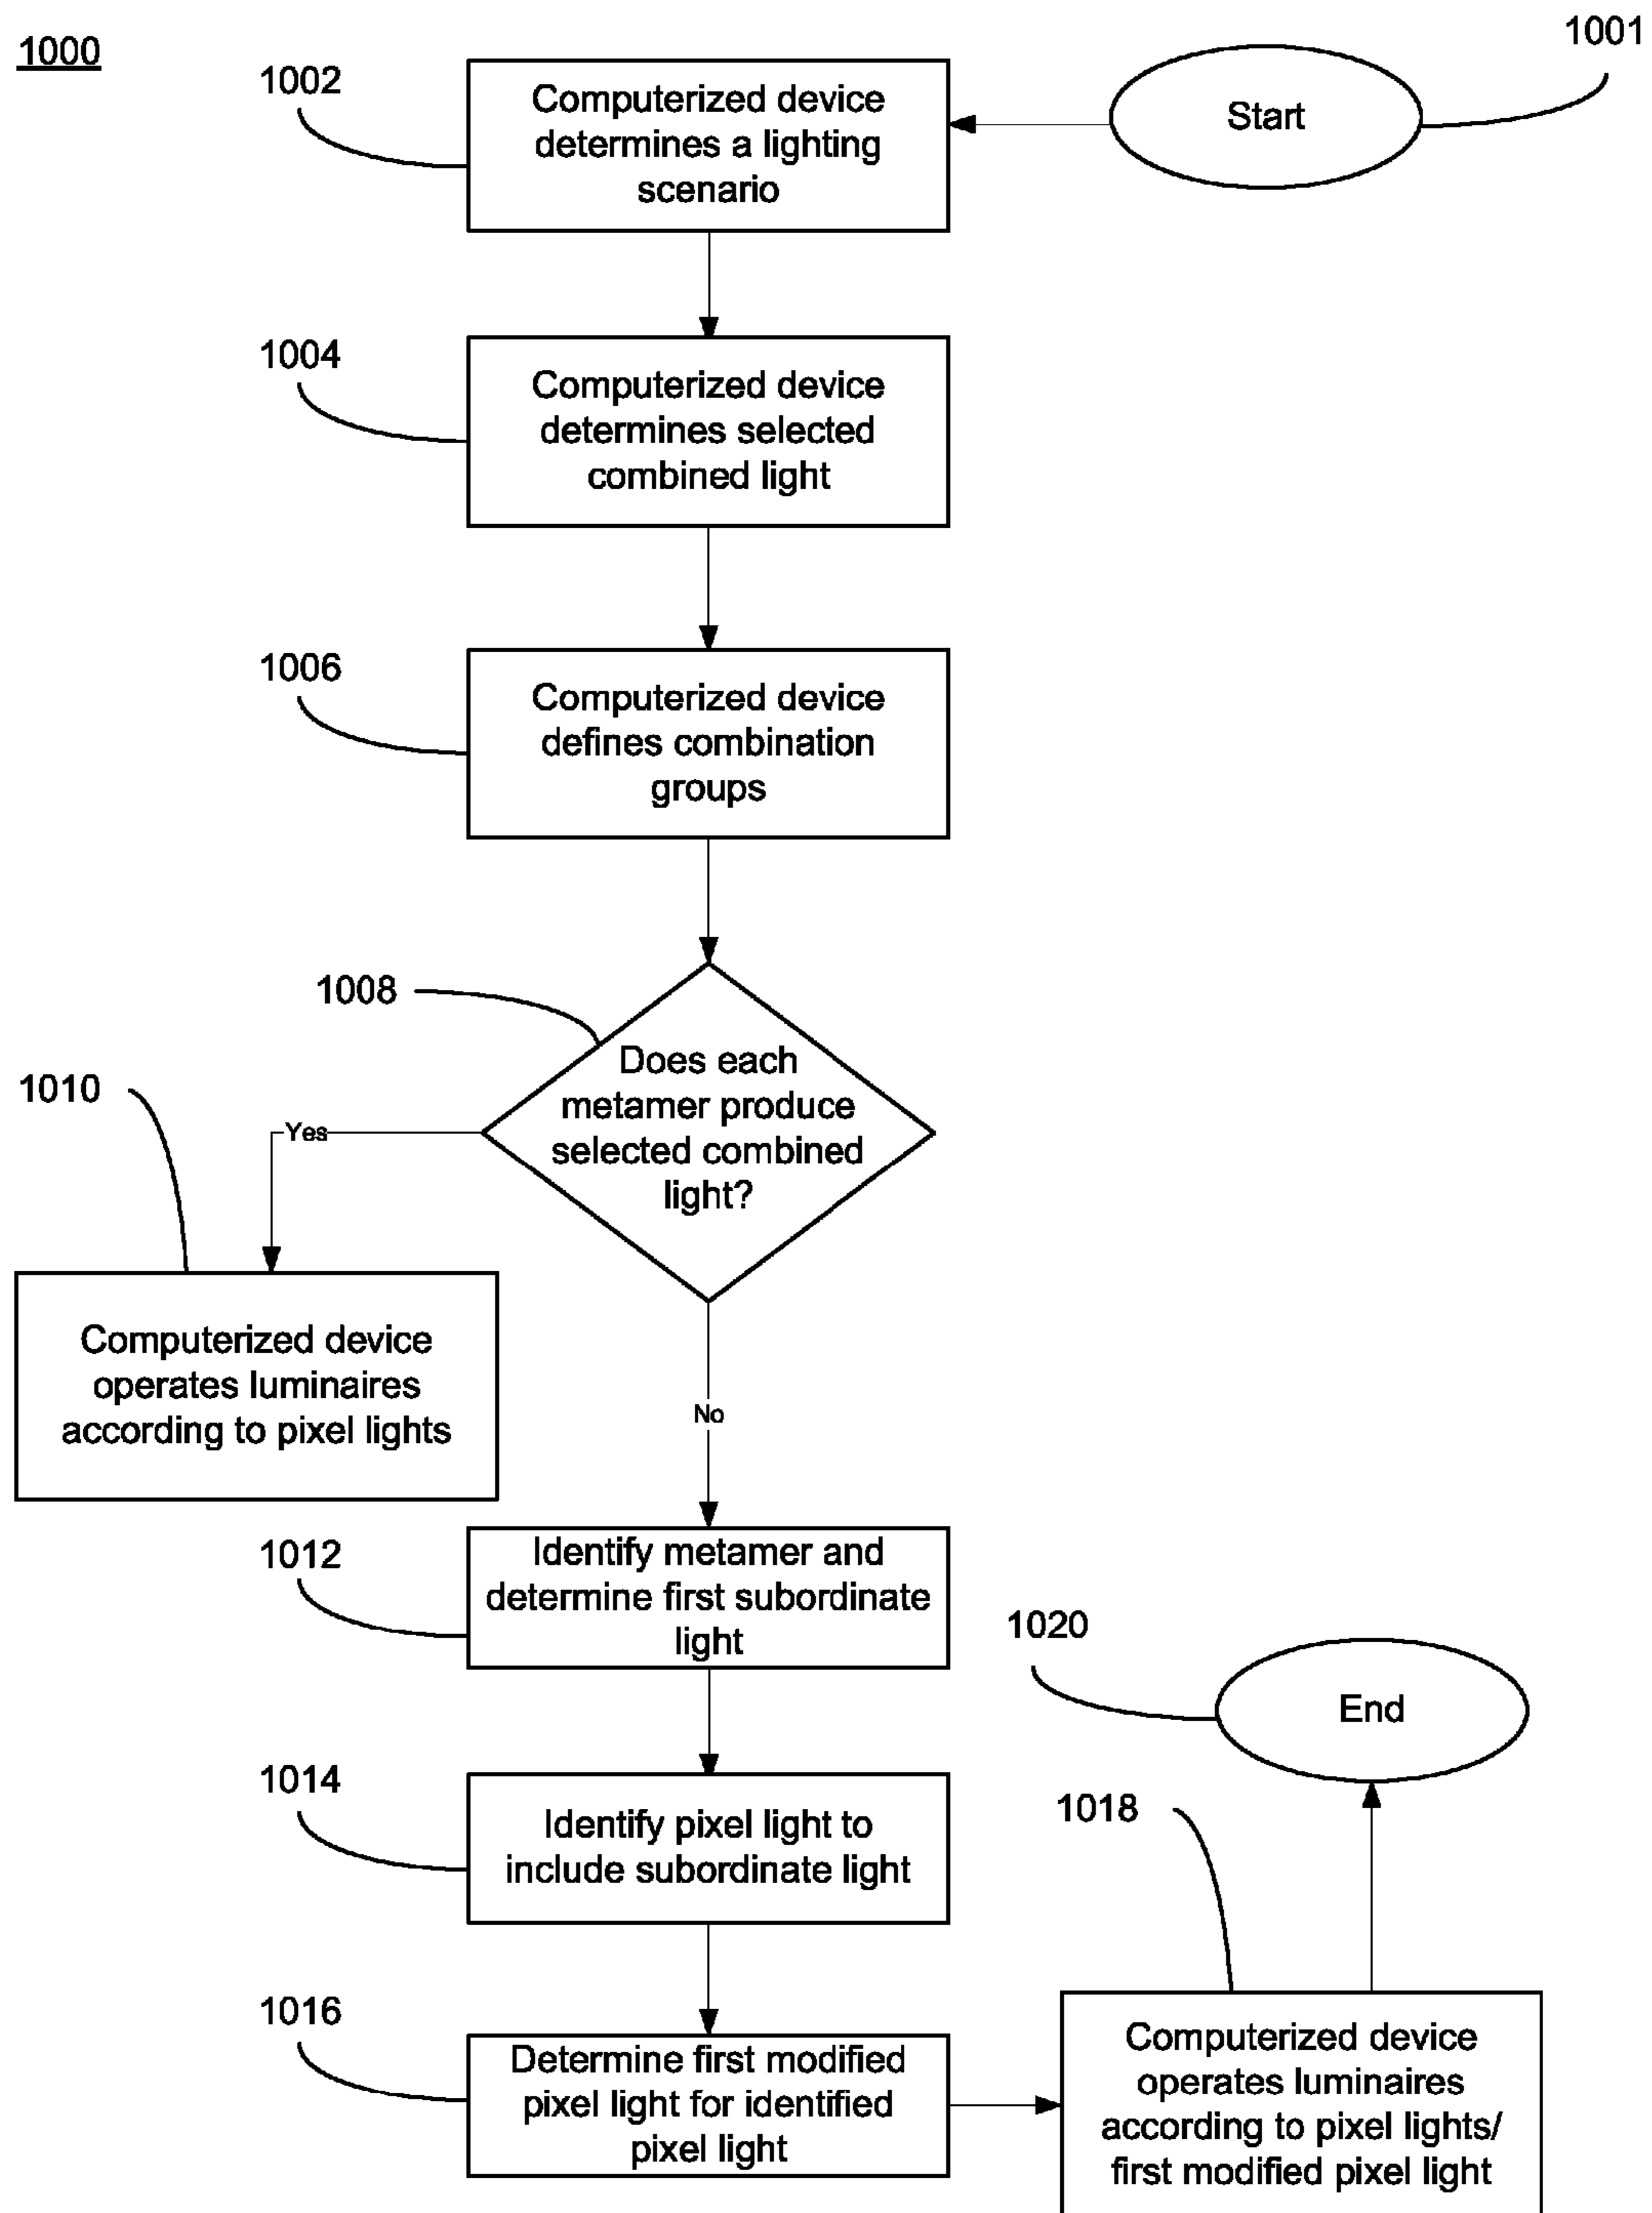 1000
1001
Start
1002
Computerized device
determines a lighting
scenario
1004
Computerized device
determines selected
combined light
1006
Computerized device
defines combination
groups
1008
Does each
metamer produce
selected combined
light?
1010
Yes
Computerized device
operates luminaires
according to pixel lights
No
1012
Identify metamer and
determine first subordinate
light
1014
Identify pixel light to
include subordinate light
1016
Determine first modified
pixel light for identified
pixel light
1018
Computerized device
operates luminaires
according to pixel lights/
first modified pixel light
1020
End